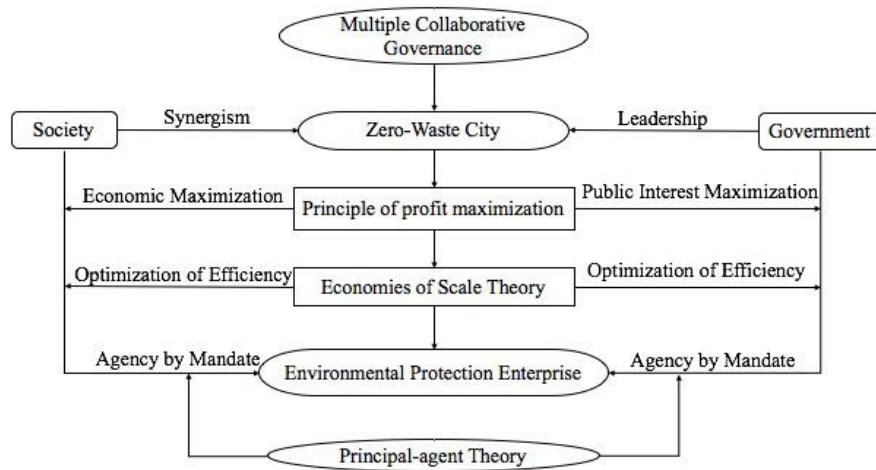 Multiple Collaborative
Governance
Synergism
Leadership
Society
Zero-Waste City
Government
Economic Maximization
Public Interest Maximization
Principle of profit maximization
Optimization of Efficiency
Optimization of Efficiency
Economies of Scale Theory
Agency by Mandate
Agency by Mandate
Environmental Protection Enterprise
Principal-agent Theory